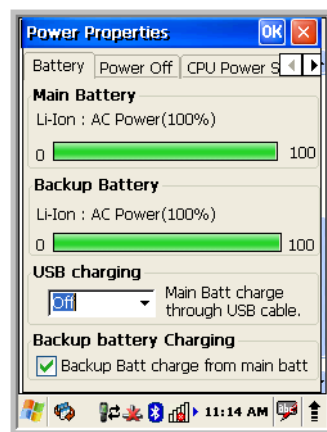 Power Properties OK
Battery Power Off CPU Power S
Main Battery
Li-Ion : AC Power(100%)
0 100
Backup Battery
Li-Ion : AC Power(100%)
0 100
USB charging
Off Main Batt charge
through USB cable.
Backup battery Charging
Backup Batt charge from main batt
11:14 AM